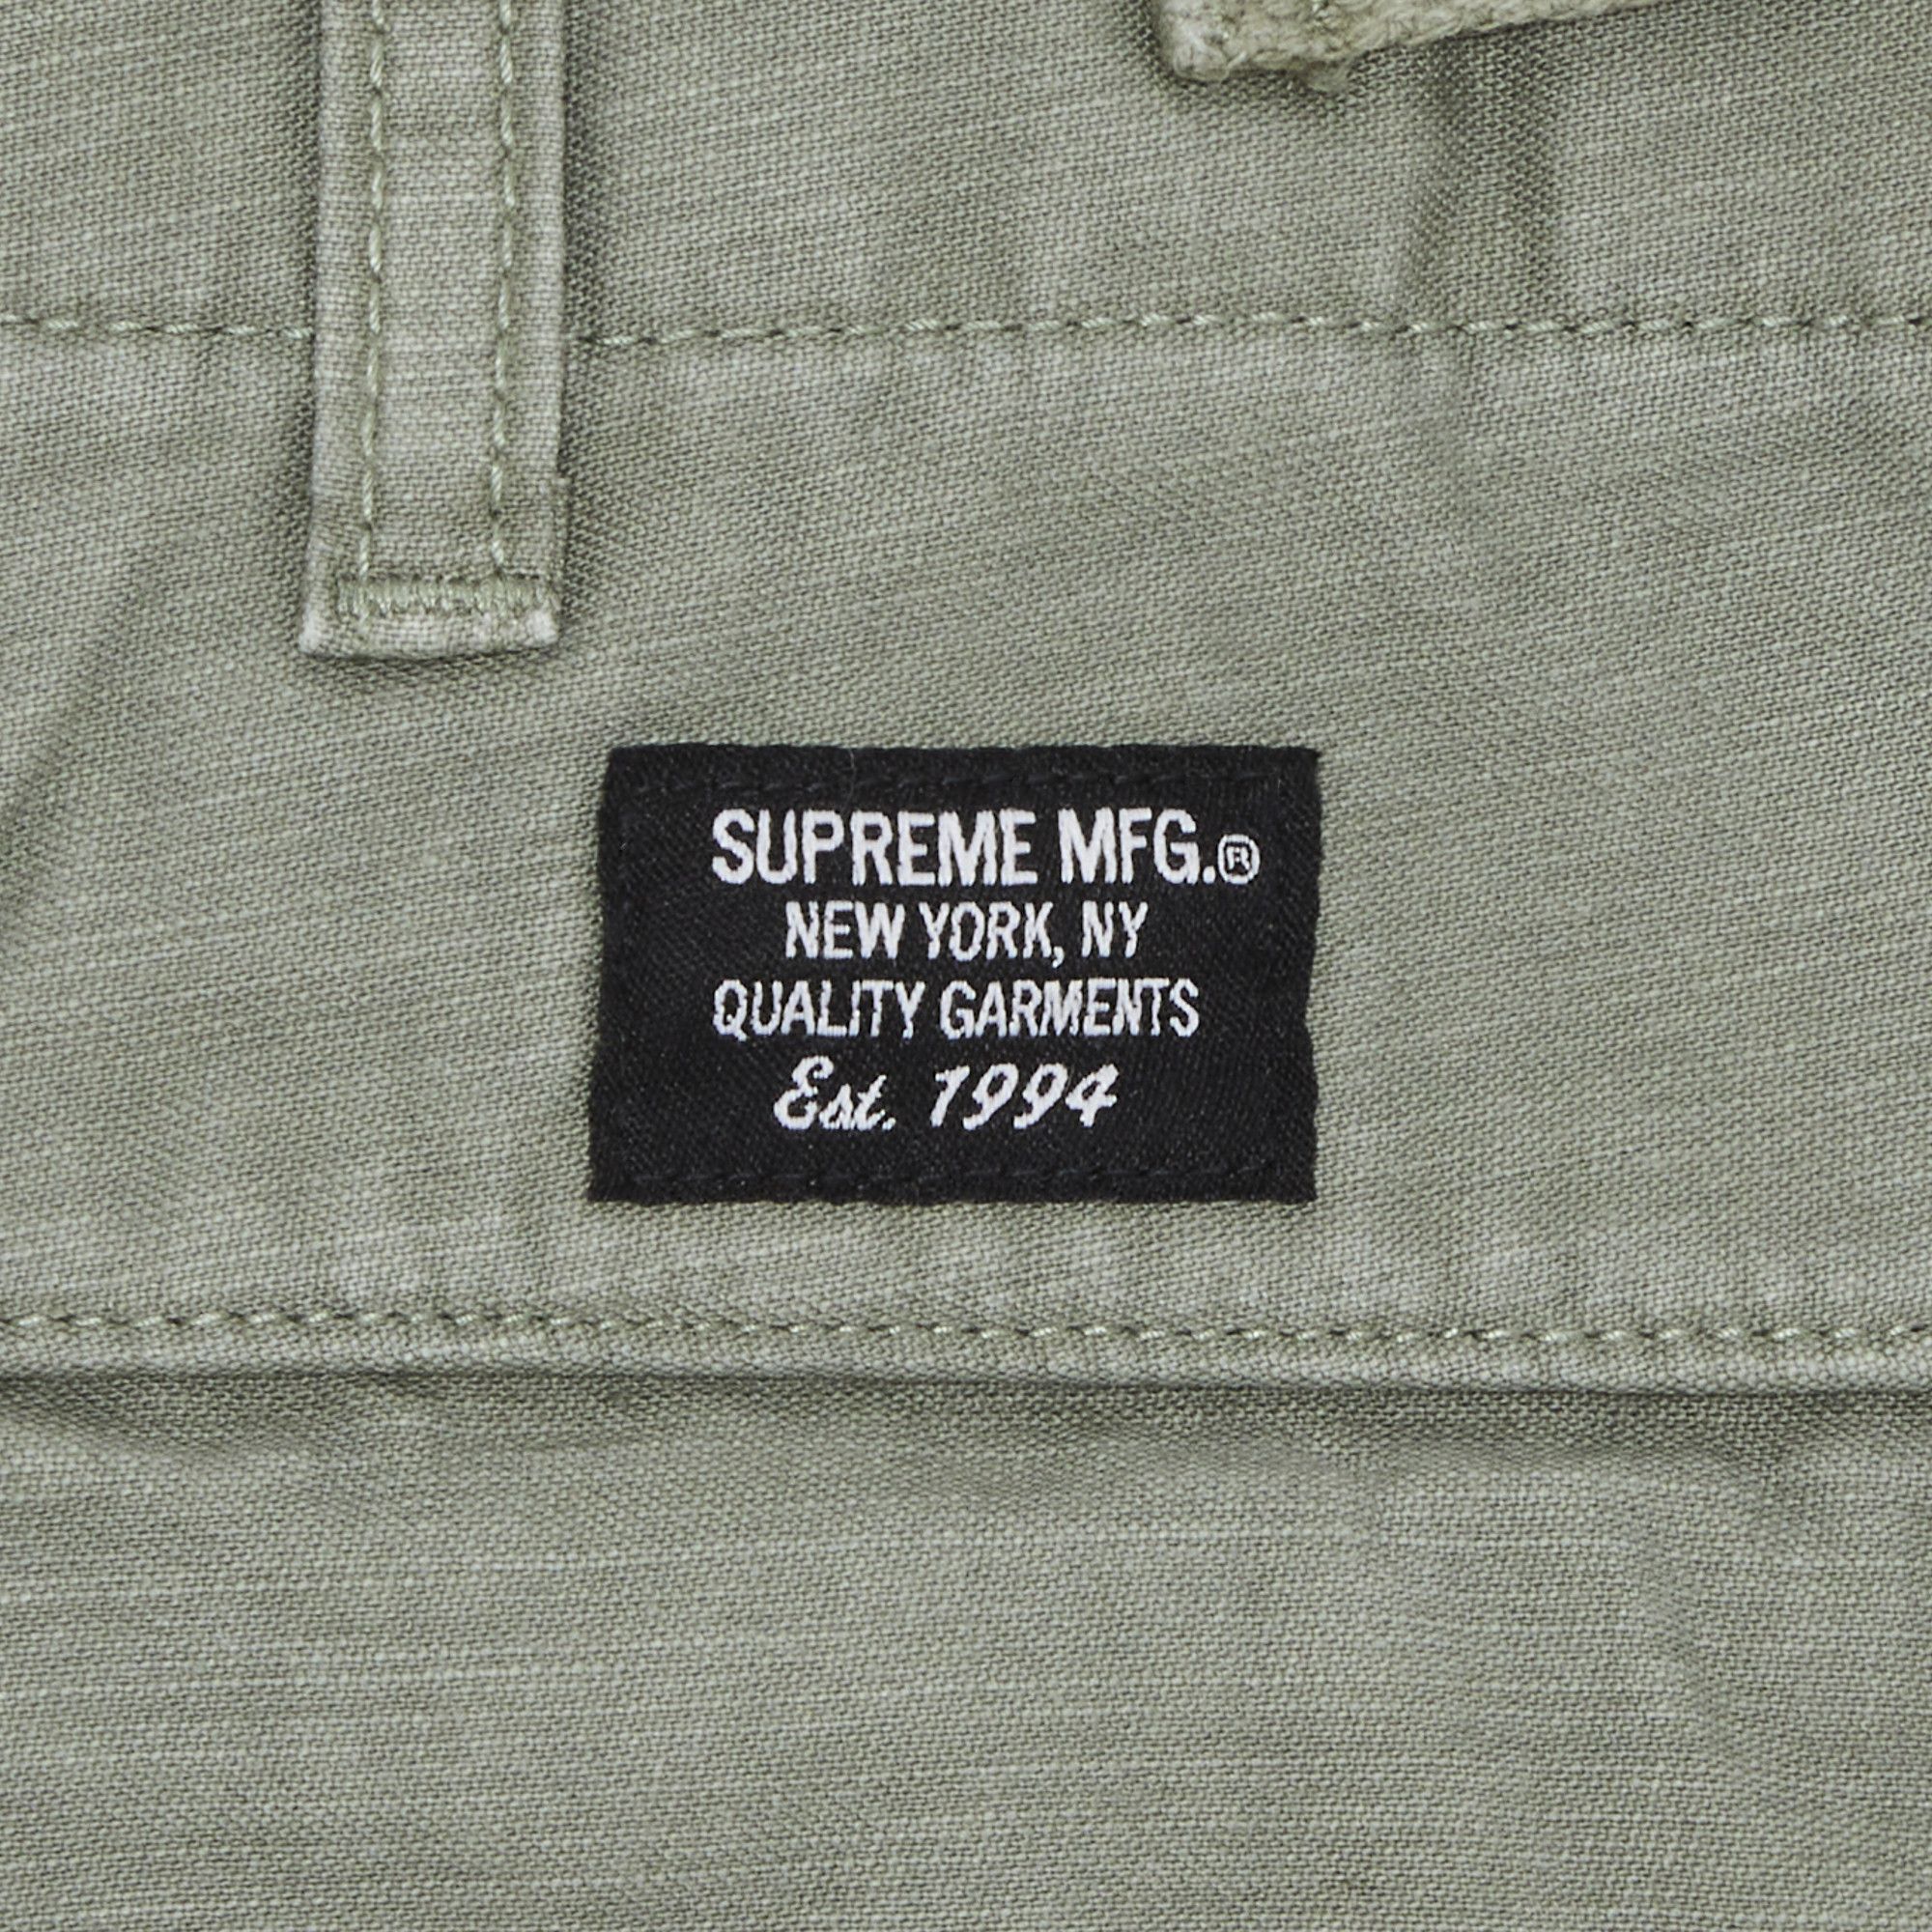 SUPREME MFG.®
NEW YORK, NY
QUALITY GARMENTS
Est. 1994